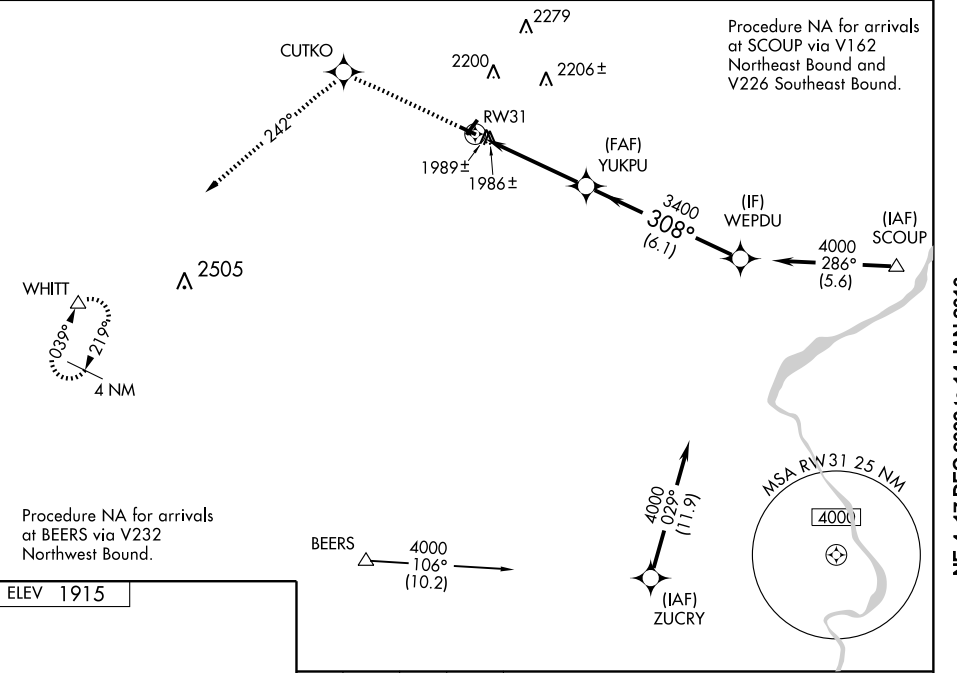 2279
Procedure NA for arrivals
at SCOUP via V162
Northeast Bound and
V226 Southeast Bound.
CUTKO
2200
2206±
242°
RW31
1989±
1986±
(FAF)
YUKPU
3400
308°
(6.1)
(IF)
WEPDU
(IAF)
SCOUP
4000
286°
(5.6)
2505
WHITT
039°
219°
4 NM
MSA RW31 25 NM
4000
4000
029°
(11.9)
Procedure NA for arrivals
at BEERS via V232
Northwest Bound.
BEERS
4000
106°
(10.2)
(IAF)
ZUCRY
ELEV 1915